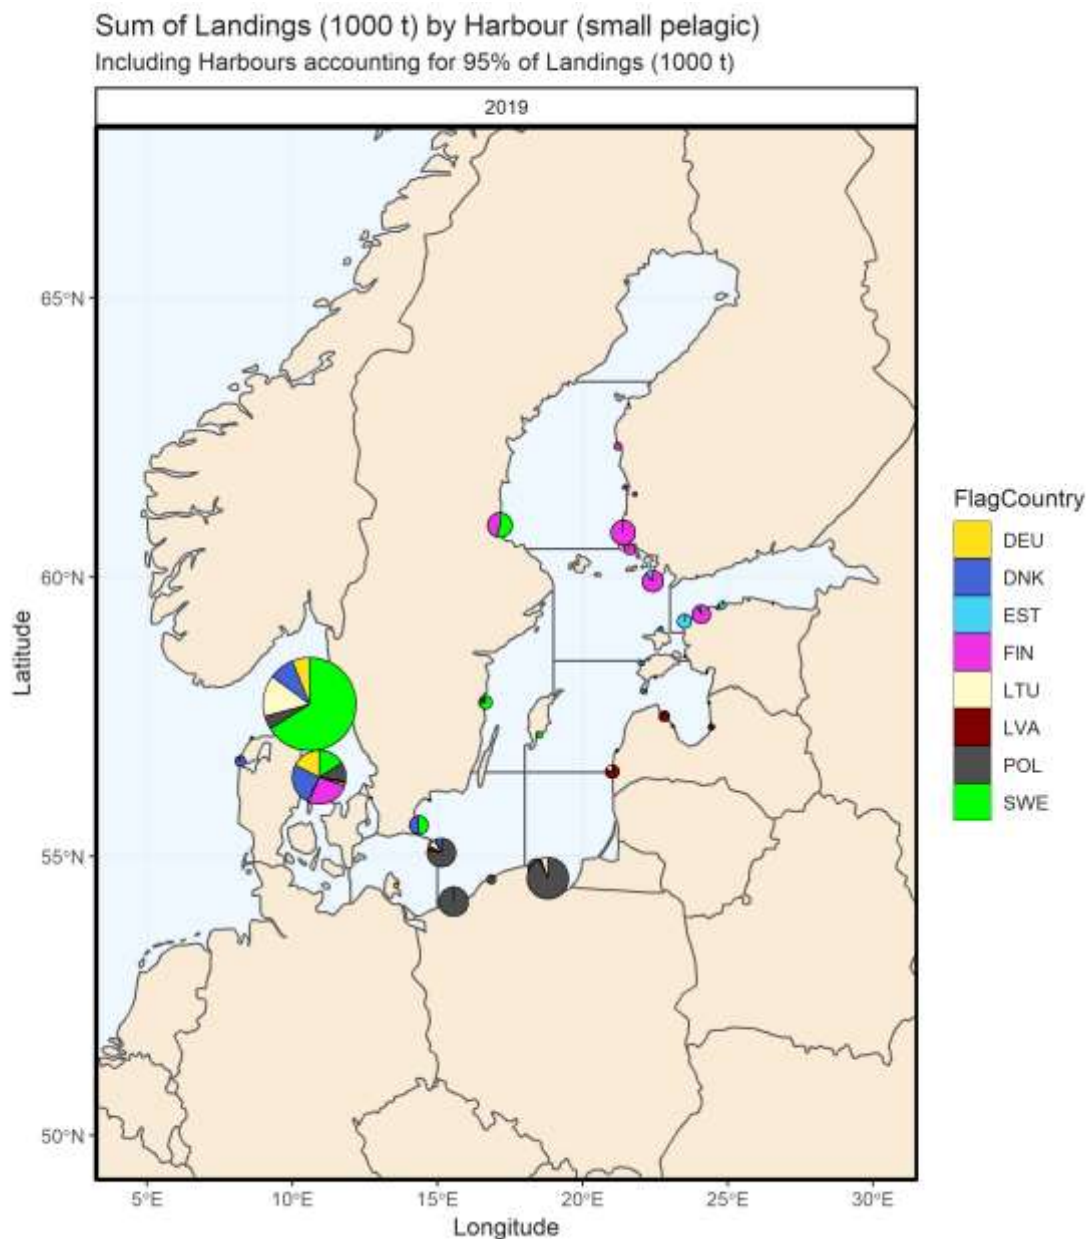 Sum of Landings (1000 t) by Harbour (small pelagic)
Including Harbours accounting for 95% of Landings (1000 t)
2019
65°N
60°N
55°N
50°N
Latitude
5°E
10°E
15°E
20°E
25°E
30°E
Longitude
FlagCountry
DEU
DNK
EST
FIN
LTU
LVA
POL
SWE